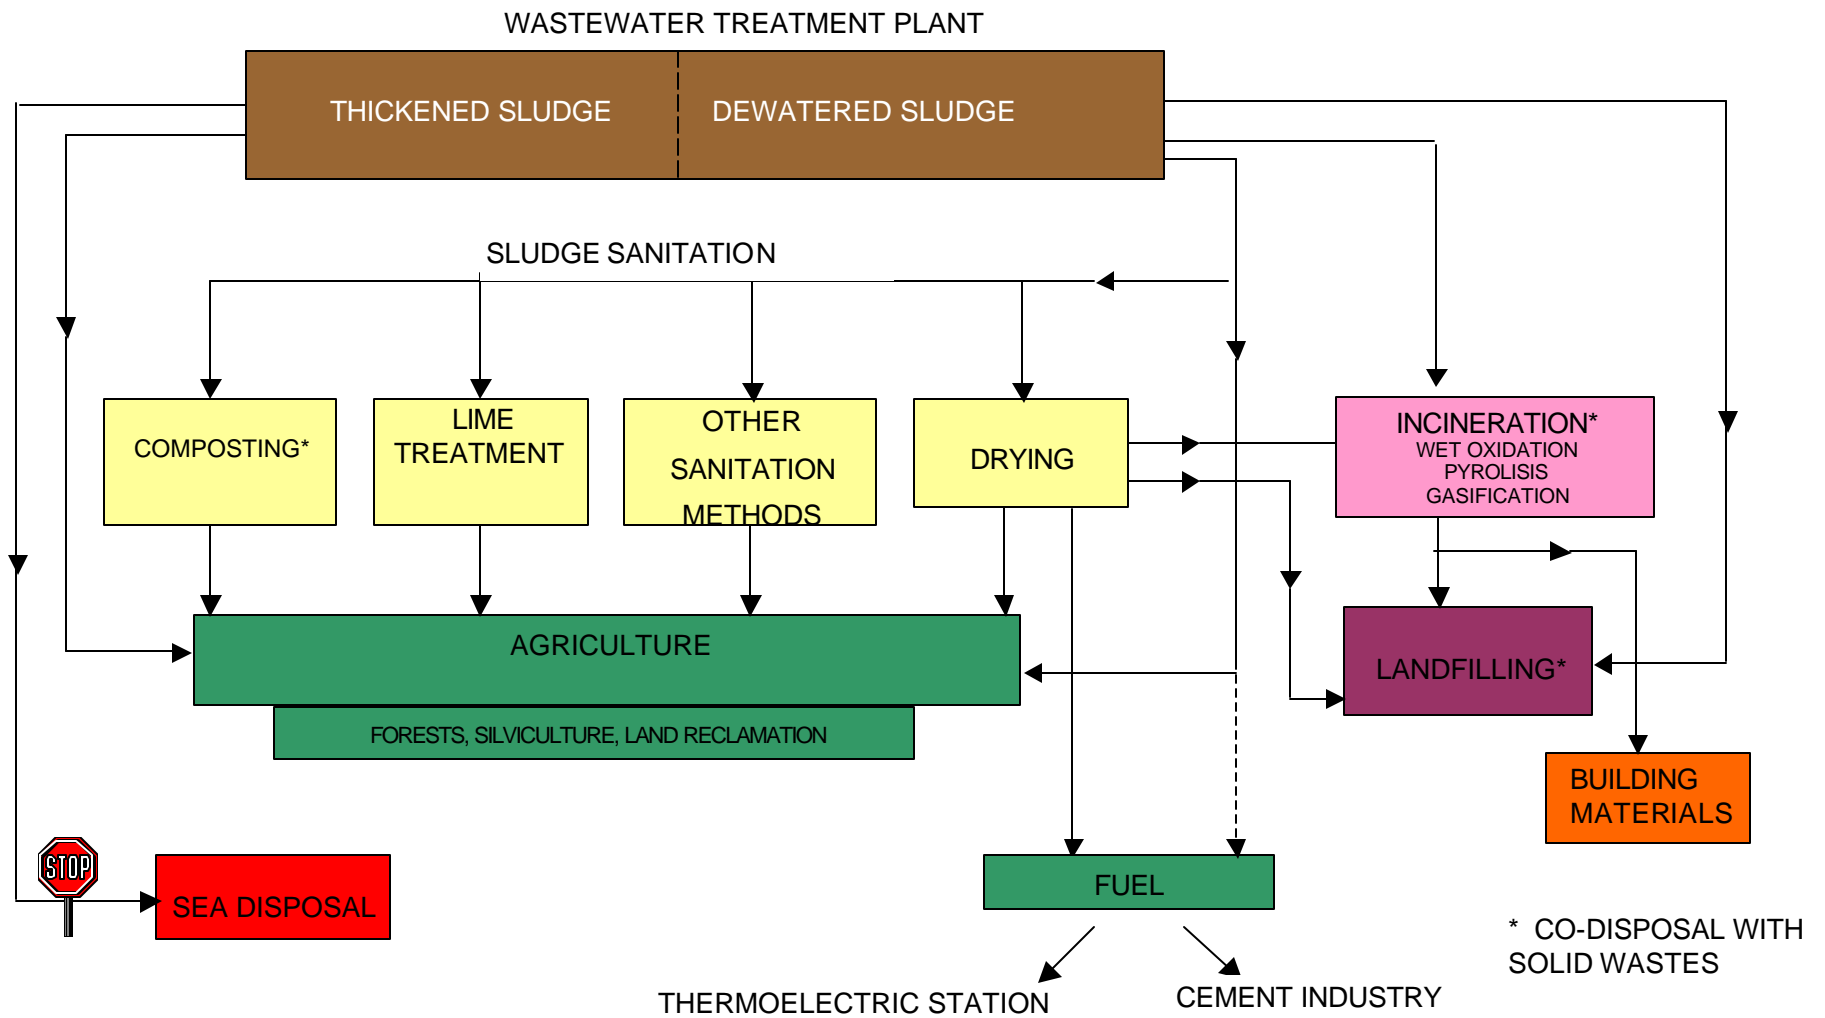 WASTEWATER TREATMENT PLANT
THICKENED SLUDGE
DEWATERED SLUDGE
SLUDGE SANITATION
COMPOSTING*
LIME
TREATMENT
OTHER
SANITATION
METHODS
DRYING
INCINERATION*
WET OXIDATION
PYROLISIS
GASIFICATION
AGRICULTURE
FORESTS, SILVICULTURE, LAND RECLAMATION
LANDFILLING*
BUILDING
MATERIALS
STOP
SEA DISPOSAL
FUEL
* CO-DISPOSAL WITH
SOLID WASTES
THERMOELECTRIC STATION
CEMENT INDUSTRY